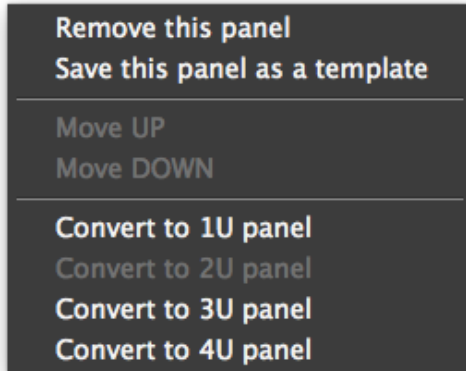 Remove this panel
Save this panel as a template
Move UP
Move DOWN
Convert to 1U panel
Convert to 2U panel
Convert to 3U panel
Convert to 4U panel